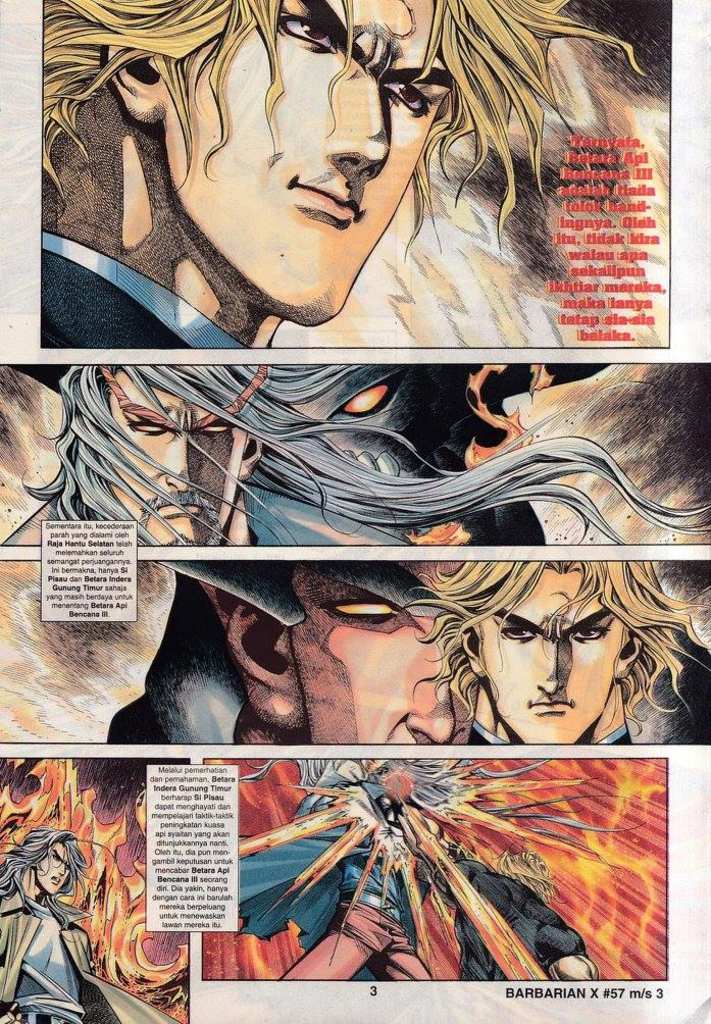 Ternyata,
Betara Api
Bencana III
adalah tiada
tolok band-
ingnya. Oleh
itu, tidak kira
walau apa
sekalipun
ikhtiar mereka,
maka ianya
tetap sia-sia
belaka.
Sementara itu, kecederaan
parah yang dialami oleh
Raja Hantu Selatan telah
melemahkan seluruh
semangat perjuangannya.
Ini bermakna, hanya Si
Pisau dan Betara Indera
Gunung Timur sahaja
yang masih berdaya untuk
menentang Betara Api
Bencana III.
Melalui pemerhatian
dan pemahaman, Betara
Indera Gunung Timur
berharap Si Pisau
dapat menghayati dan
mempelajari taktik-taktik
peningkatan kuasa
api syaitan yang akan
ditunjukkannya nanti.
Oleh itu, dia pun men-
gambil keputusan untuk
mencabar Betara Api
Bencana III seorang
diri. Dia yakin, hanya
dengan cara ini barulah
mereka berpeluang
untuk menewaskan
lawan mereka itu.
3
BARBARIAN X #57 m/s 3